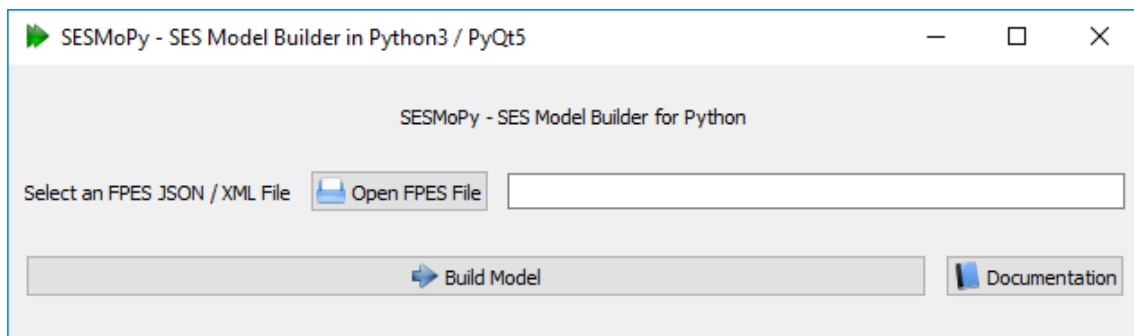 SESMoPy - SES Model Builder in Python3 / PyQt5
SESMoPy - SES Model Builder for Python
Select an FPES JSON / XML File Open FPES File
Build Model Documentation